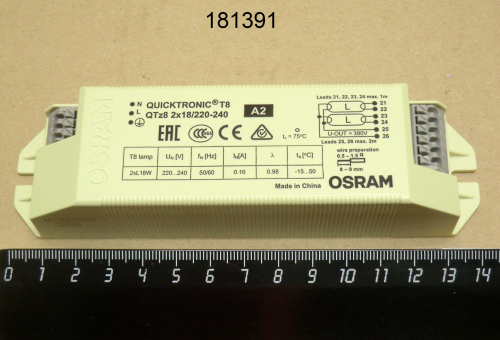 181391
N QUICKTRONIC® T8
L QTz8 2x18/220-240
A2
EAC CCC CE
tc = 75°C
Leads 21, 22, 23, 24 max. 1m
L 21
22
L 23
24
25
26
U-OUT = 380V
Leads 25, 26 max. 2m
wire preparation
0.5 – 1.5
8 – 9 mm
T8 lamp UN [V] fN [Hz] IN[A] λ ta [°C]
2xL18W 220...240 50/60 0.16 0.98 -15...50
Made in China
OSRAM
0 1 2 3 4 5 6 7 8 9 10 11 12 13 14